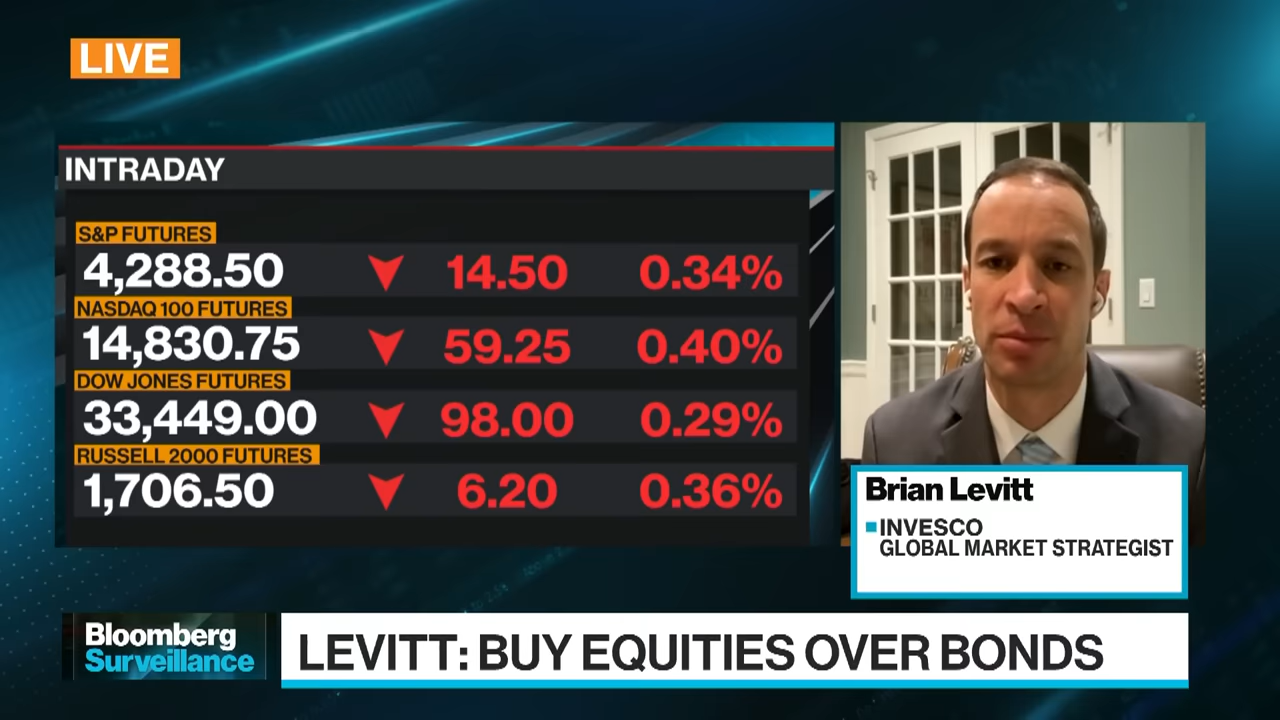 LIVE
INTRADAY
S&P FUTURES
4,288.50 14.50 0.34%
NASDAQ 100 FUTURES
14,830.75 59.25 0.40%
DOW JONES FUTURES
33,449.00 98.00 0.29%
RUSSELL 2000 FUTURES
1,706.50 6.20 0.36%
Brian Levitt
INVESCO
GLOBAL MARKET STRATEGIST
Bloomberg
Surveillance
LEVITT: BUY EQUITIES OVER BONDS